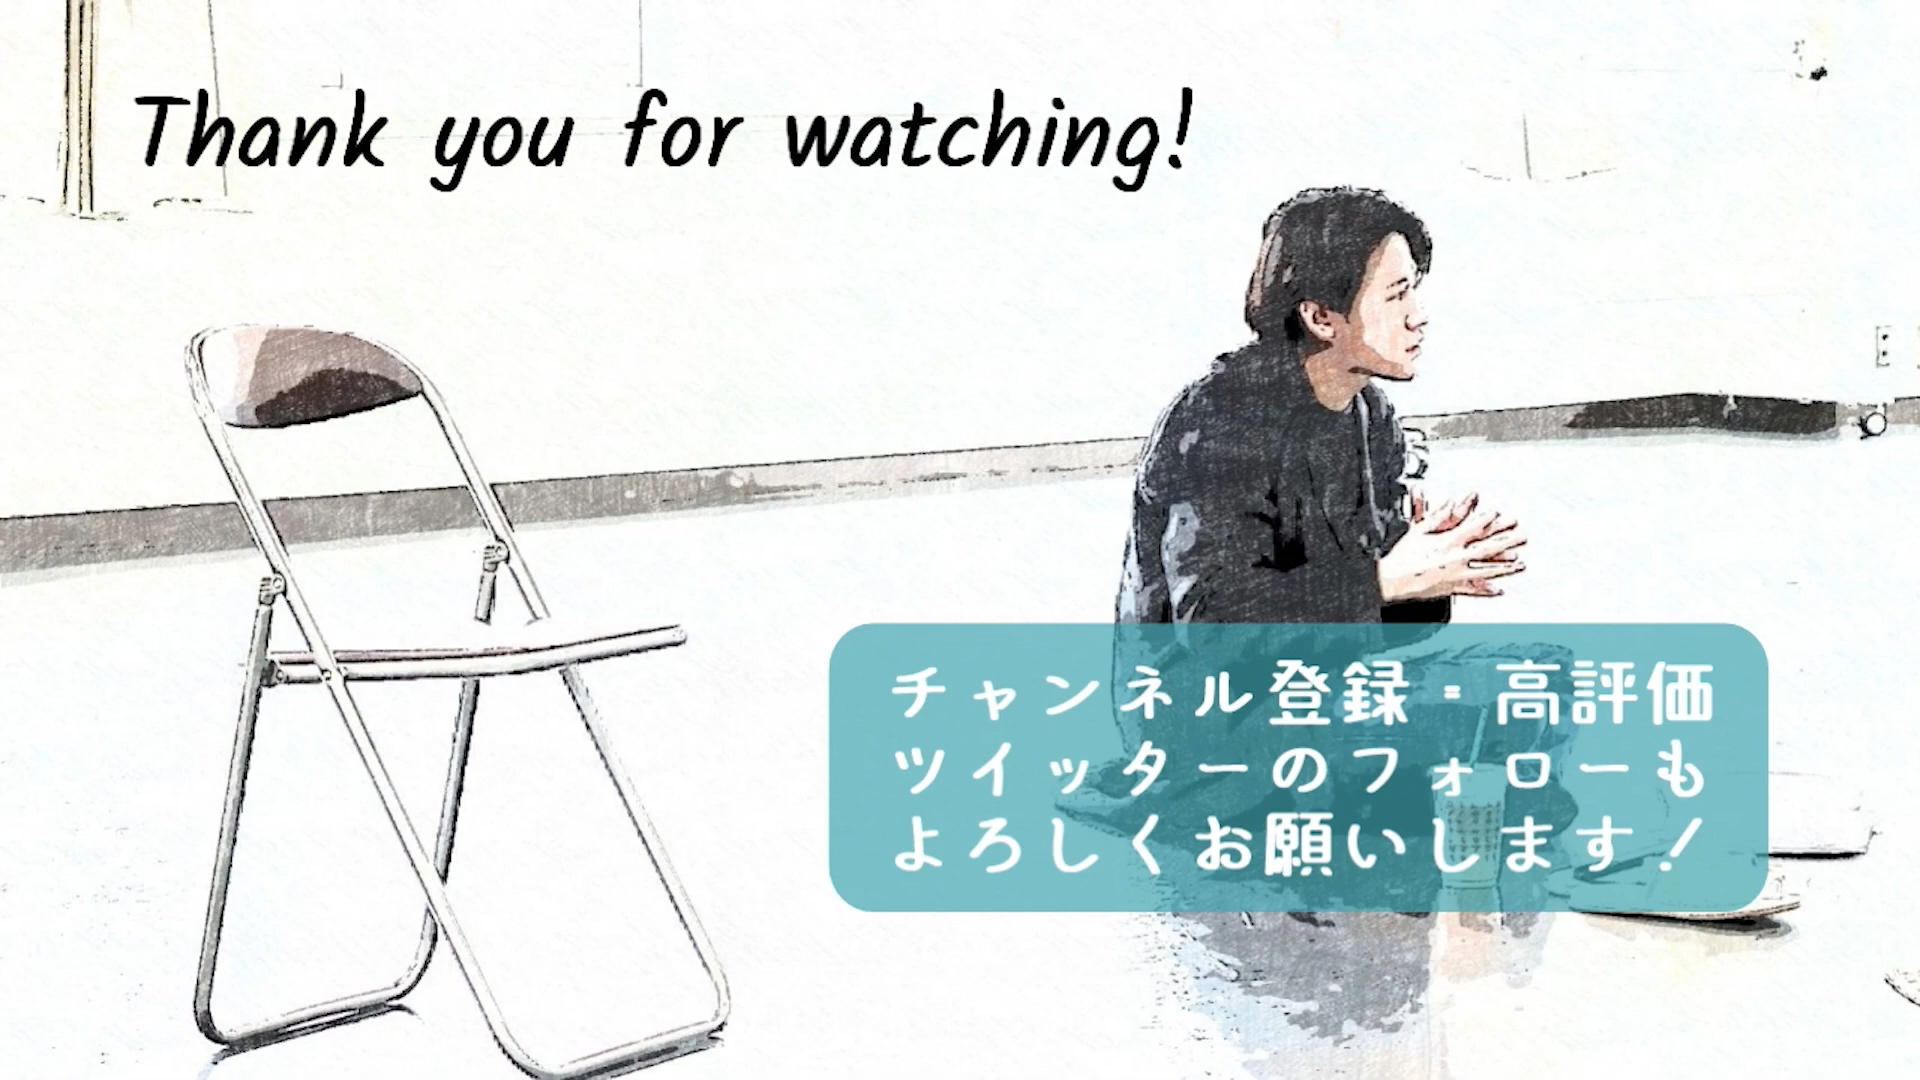 Thank you for watching!
チャンネル登録・高評価
ツイッターのフォローも
よろしくお願いします！